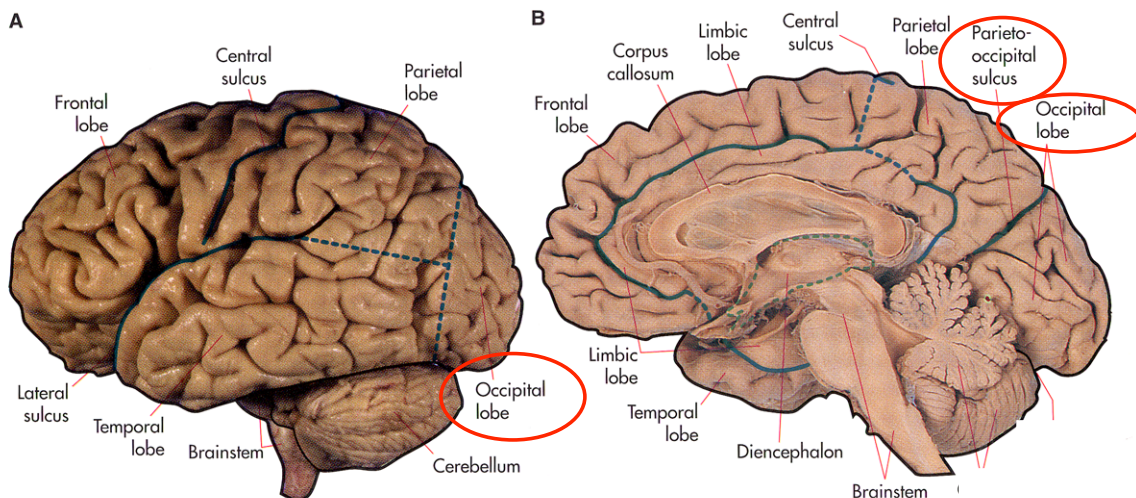 A
Central
sulcus
Parietal
lobe
Frontal
lobe
Lateral
sulcus
Temporal
lobe
Brainstem
Cerebellum
Occipital
lobe
B
Corpus
callosum
Limbic
lobe
Central
sulcus
Parietal
lobe
Parieto-
occipital
sulcus
Occipital
lobe
Frontal
lobe
Limbic
lobe
Temporal
lobe
Diencephalon
Brainstem